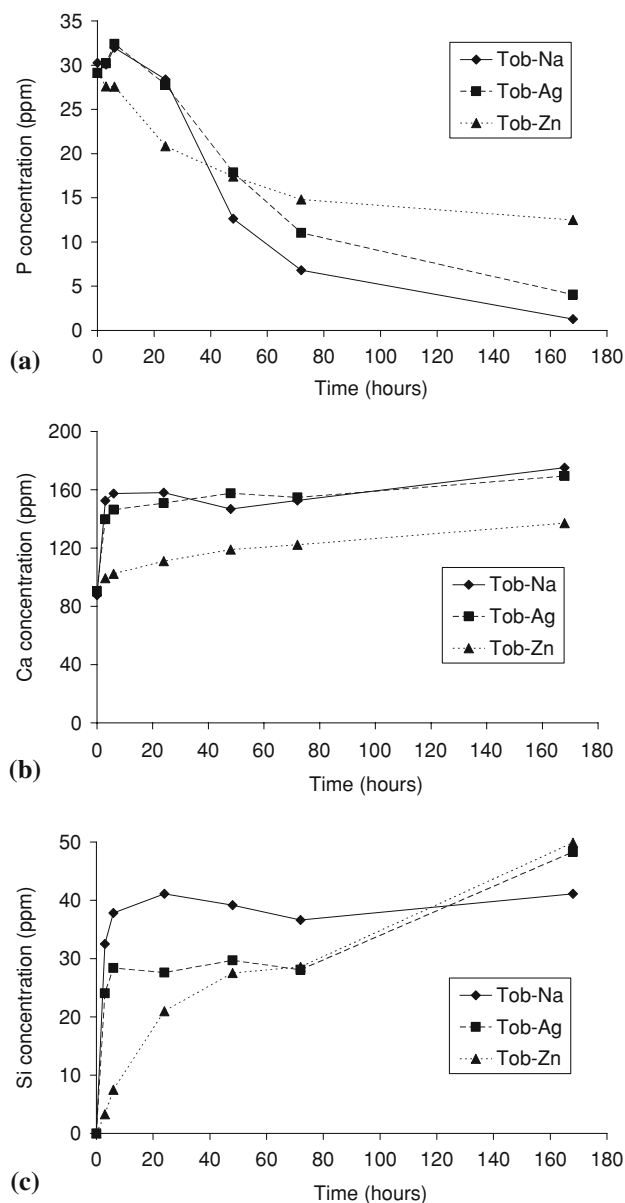 35
30
25
20
15
10
5
0
P concentration (ppm)
Tob-Na
Tob-Ag
Tob-Zn
0 20 40 60 80 100 120 140 160 180
Time (hours)
(a)
200
160
120
80
40
0
Ca concentration (ppm)
Tob-Na
Tob-Ag
Tob-Zn
0 20 40 60 80 100 120 140 160 180
Time (hours)
(b)
50
40
30
20
10
0
Si concentration (ppm)
Tob-Na
Tob-Ag
Tob-Zn
0 20 40 60 80 100 120 140 160 180
Time (hours)
(c)